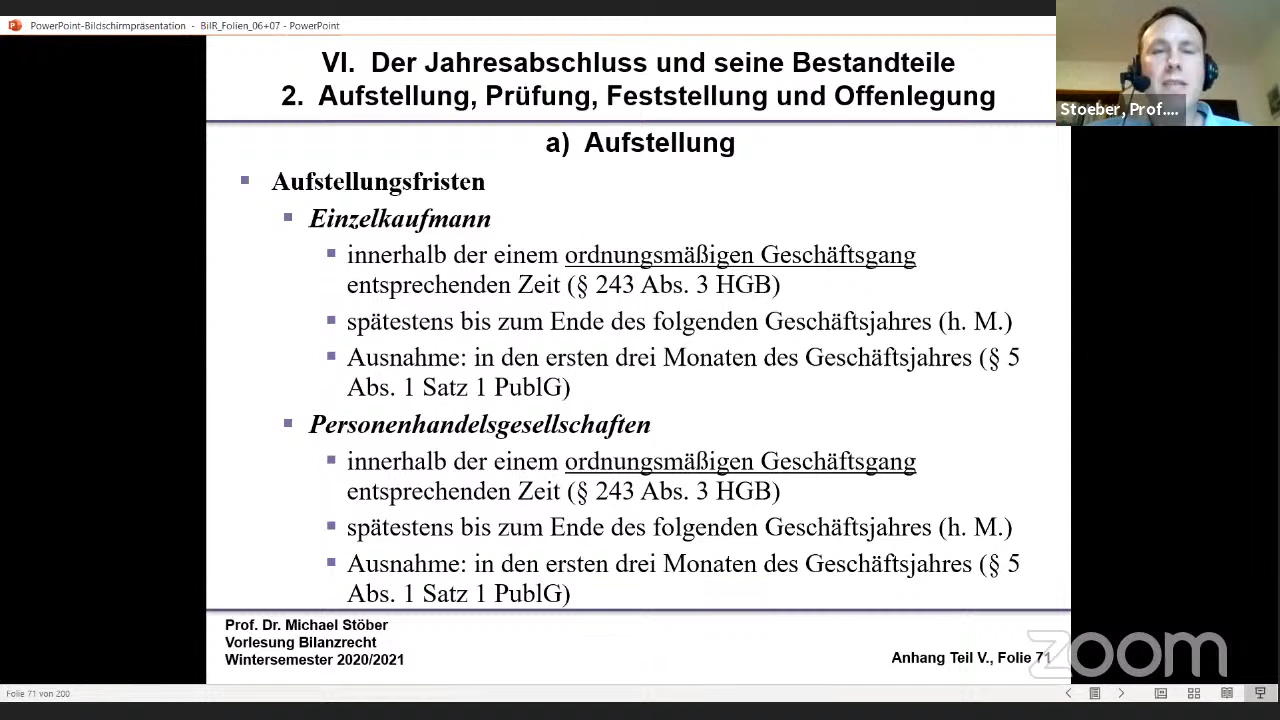 PowerPoint-Bildschirmpräsentation - BilR_Folien_06+07 - PowerPoint
VI. Der Jahresabschluss und seine Bestandteile
2. Aufstellung, Prüfung, Feststellung und Offenlegung
Stoeber, Prof....
a) Aufstellung
Aufstellungsfristen
Einzelkaufmann
innerhalb der einem ordnungsmäßigen Geschäftsgang
entsprechenden Zeit (§ 243 Abs. 3 HGB)
spätestens bis zum Ende des folgenden Geschäftsjahres (h. M.)
Ausnahme: in den ersten drei Monaten des Geschäftsjahres (§ 5
Abs. 1 Satz 1 PublG)
Personenhandelsgesellschaften
innerhalb der einem ordnungsmäßigen Geschäftsgang
entsprechenden Zeit (§ 243 Abs. 3 HGB)
spätestens bis zum Ende des folgenden Geschäftsjahres (h. M.)
Ausnahme: in den ersten drei Monaten des Geschäftsjahres (§ 5
Abs. 1 Satz 1 PublG)
Prof. Dr. Michael Stöber
Vorlesung Bilanzrecht
Wintersemester 2020/2021
Anhang Teil V., Folie 71
zoom
Folie 71 von 200